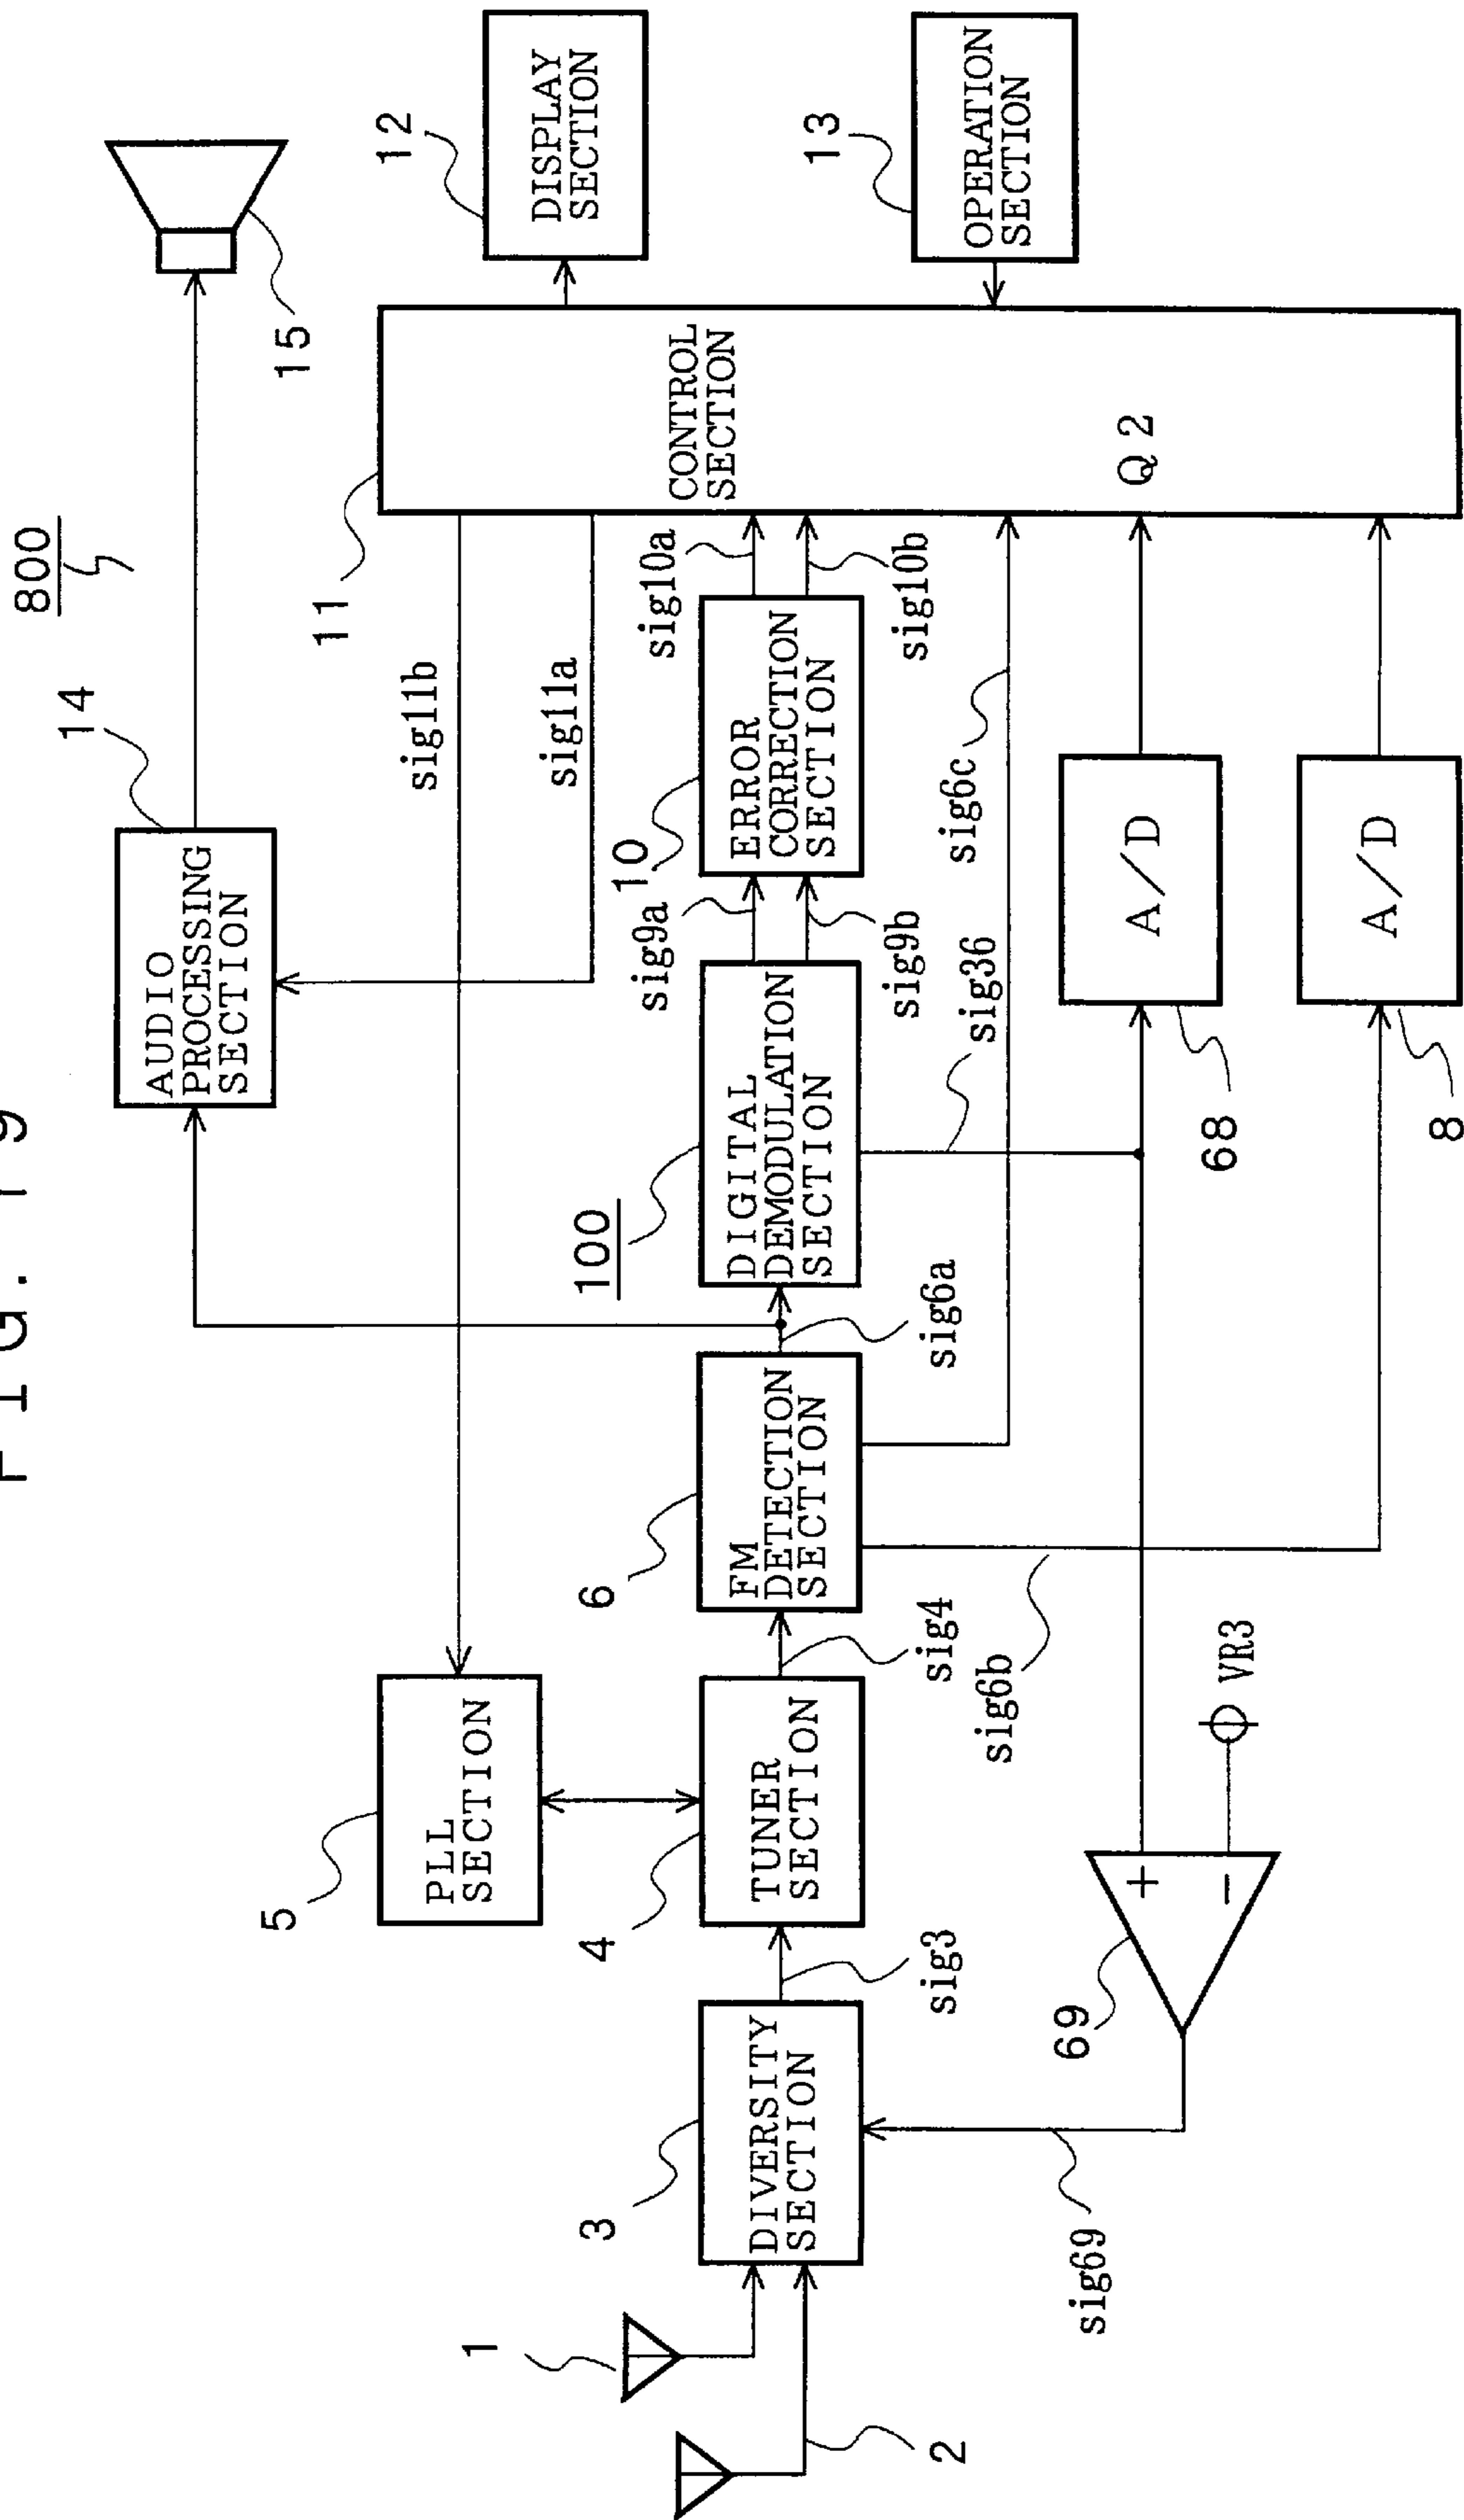 FIG. 19
800
14
AUDIO
PROCESSING
SECTION
15
11
sig11b
sig11a
12
DISPLAY
SECTION
5
PLL
SECTION
CONTROL
SECTION
Q2
13
OPERATION
SECTION
1
2
3
DIVERSITY
SECTION
sig3
4
TUNER
SECTION
sig4
6
FM
DETECTION
SECTION
sig6a
100
DIGITAL
DEMODULATION
SECTION
sig9a
sig9b
10
ERROR
CORRECTION
SECTION
sig10a
sig10b
sig36
sig6c
sig6b
sig69
69
+
−
VR3
68
A/D
8
A/D